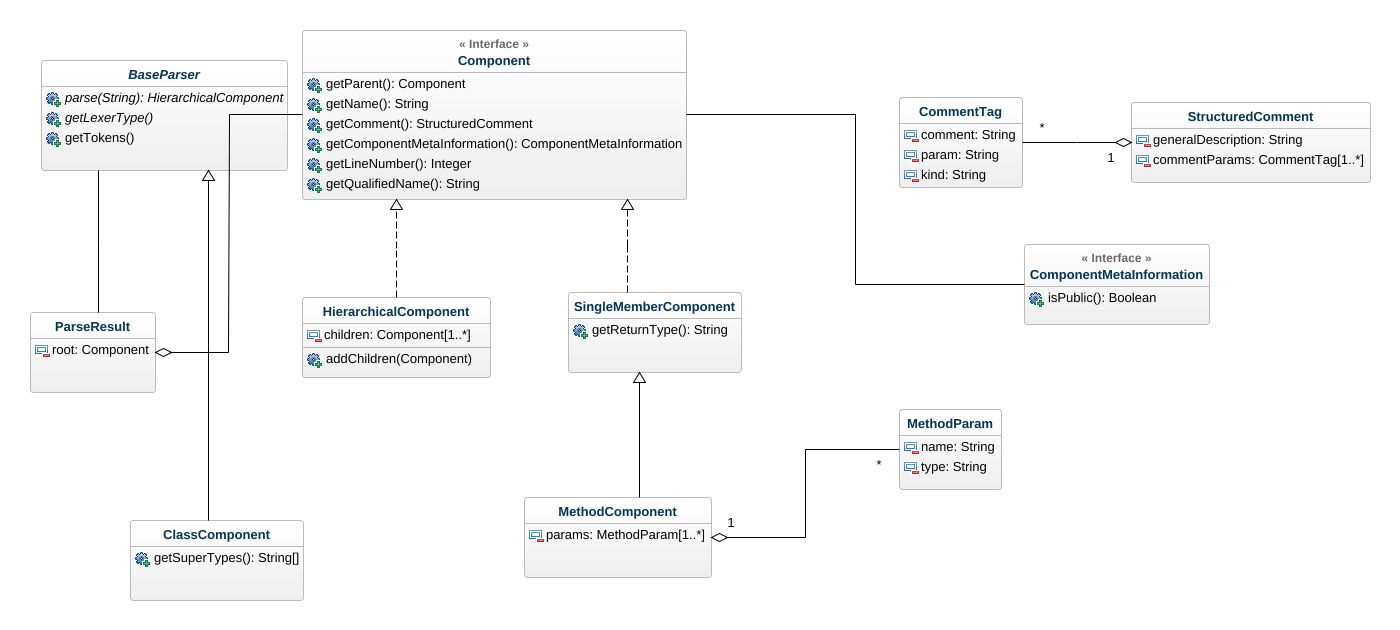 « Interface »
Component
getParent(): Component
getName(): String
getComment(): StructuredComment
getComponentMetaInformation(): ComponentMetaInformation
getLineNumber(): Integer
getQualifiedName(): String
BaseParser
parse(String): HierarchicalComponent
getLexerType()
getTokens()
CommentTag
comment: String
param: String
kind: String
*
1
StructuredComment
generalDescription: String
commentParams: CommentTag[1..*]
« Interface »
ComponentMetaInformation
isPublic(): Boolean
ParseResult
root: Component
HierarchicalComponent
children: Component[1..*]
addChildren(Component)
SingleMemberComponent
getReturnType(): String
MethodParam
name: String
type: String
*
1
MethodComponent
params: MethodParam[1..*]
ClassComponent
getSuperTypes(): String[]